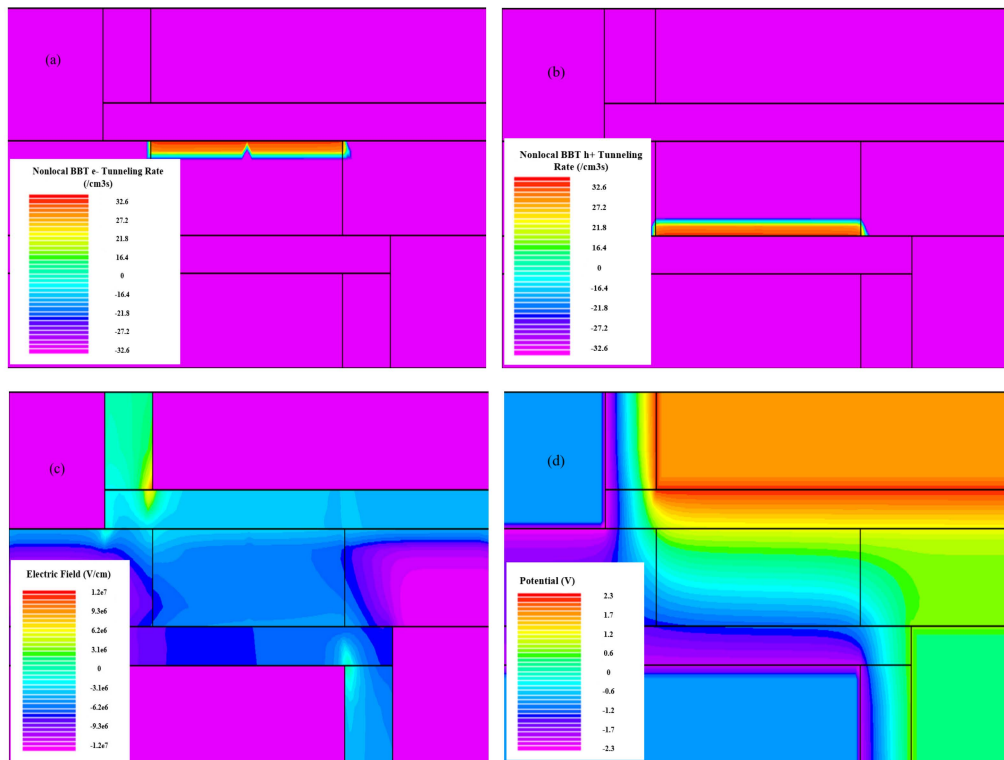 (a)
Nonlocal BBT e- Tunneling Rate
(/cm3s)
32.6
27.2
21.8
16.4
0
-16.4
-21.8
-27.2
-32.6
(b)
Nonlocal BBT h+ Tunneling
Rate (/cm3s)
32.6
27.2
21.8
16.4
0
-16.4
-21.8
-27.2
-32.6
(c)
Electric Field (V/cm)
1.2e7
9.3e6
6.2e6
3.1e6
0
-3.1e6
-6.2e6
-9.3e6
-1.2e7
(d)
Potential (V)
2.3
1.7
1.2
0.6
0
-0.6
-1.2
-1.7
-2.3